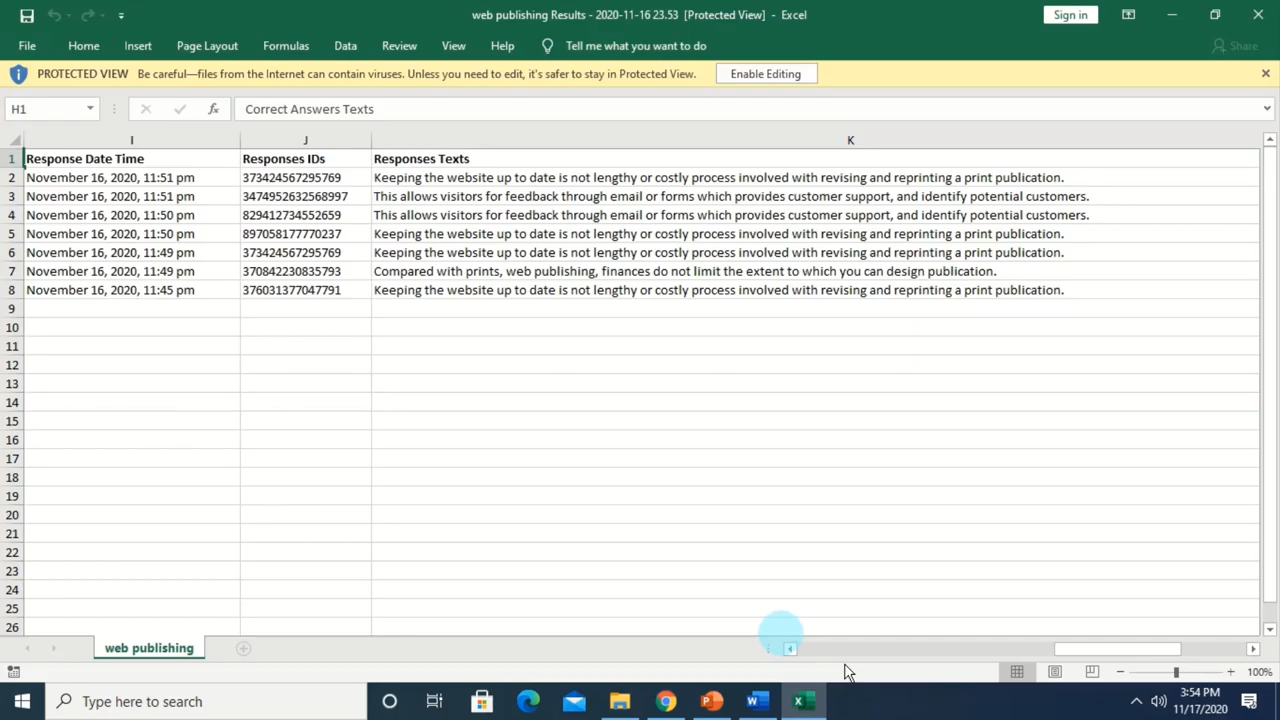 web publishing Results - 2020-11-16 23.53 [Protected View] - Excel
Sign in
File Home Insert Page Layout Formulas Data Review View Help Tell me what you want to do Share
PROTECTED VIEW Be careful—files from the Internet can contain viruses. Unless you need to edit, it's safer to stay in Protected View. Enable Editing
H1 fx Correct Answers Texts
I J K
1 Response Date Time Responses IDs Responses Texts
2 November 16, 2020, 11:51 pm 373424567295769 Keeping the website up to date is not lengthy or costly process involved with revising and reprinting a print publication.
3 November 16, 2020, 11:51 pm 3474952632568997 This allows visitors for feedback through email or forms which provides customer support, and identify potential customers.
4 November 16, 2020, 11:50 pm 829412734552659 This allows visitors for feedback through email or forms which provides customer support, and identify potential customers.
5 November 16, 2020, 11:50 pm 897058177770237 Keeping the website up to date is not lengthy or costly process involved with revising and reprinting a print publication.
6 November 16, 2020, 11:49 pm 373424567295769 Keeping the website up to date is not lengthy or costly process involved with revising and reprinting a print publication.
7 November 16, 2020, 11:49 pm 370842230835793 Compared with prints, web publishing, finances do not limit the extent to which you can design publication.
8 November 16, 2020, 11:45 pm 376031377047791 Keeping the website up to date is not lengthy or costly process involved with revising and reprinting a print publication.
9
10
11
12
13
14
15
16
17
18
19
20
21
22
23
24
25
26
web publishing
100%
Type here to search
3:54 PM
11/17/2020